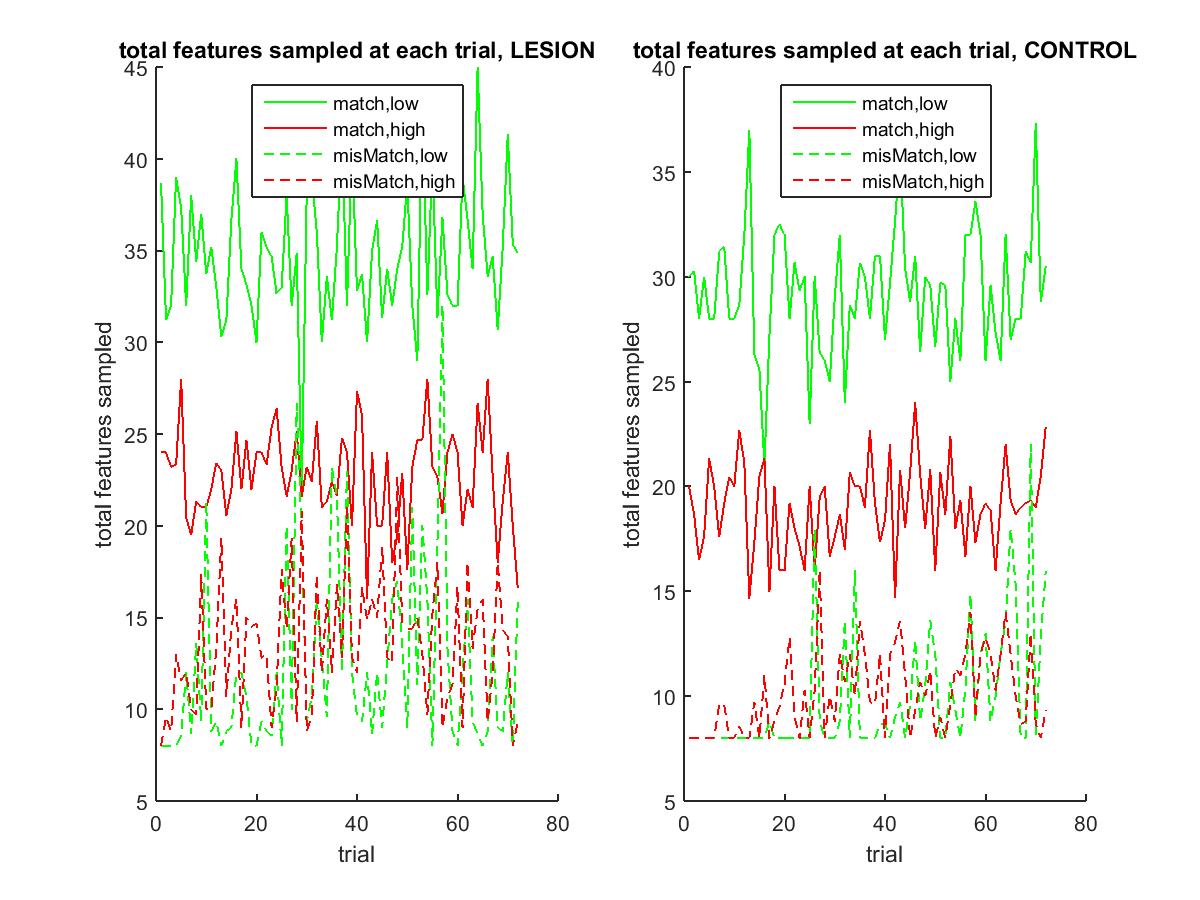 total features sampled at each trial, LESION
45
40
35
30
25
20
15
10
5
0
20
40
60
80
total features sampled
trial
match,low
match,high
misMatch,low
misMatch,high
total features sampled at each trial, CONTROL
40
35
30
25
20
15
10
5
0
20
40
60
80
total features sampled
trial
match,low
match,high
misMatch,low
misMatch,high